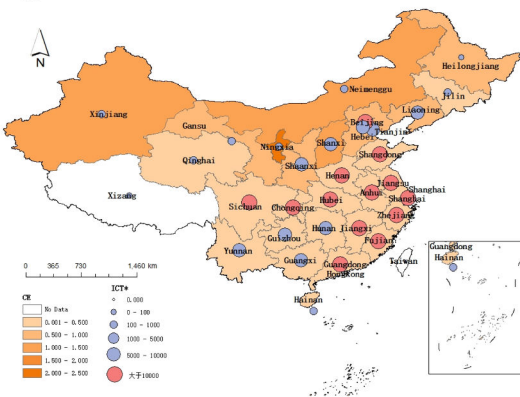 N
Heilongjiang
Neimenggu
Jilin
Xinjiang
Liaoning
Gansu
Beijing
Tianjin
Hebei
Ningxia
Shanxi
Shandong
Qinghai
Shaanxi
Henan
Jiangsu
Xizang
Anhui
Shanghai
Shanghai
Sichuan
Chongqing
Hubei
Zhejiang
Guizhou
Hunan
Jiangxi
Fujian
Yunnan
Guangxi
Guangdong
Hongkong
Taiwan
Guangdong
Hainan
Hainan
0 365 730 1,460 km
CE
No Data
0.001 - 0.500
0.500 - 1.000
1.000 - 1.500
1.500 - 2.000
2.000 - 2.500
ICT*
0.000
0 - 100
100 - 1000
1000 - 5000
5000 - 10000
大于10000